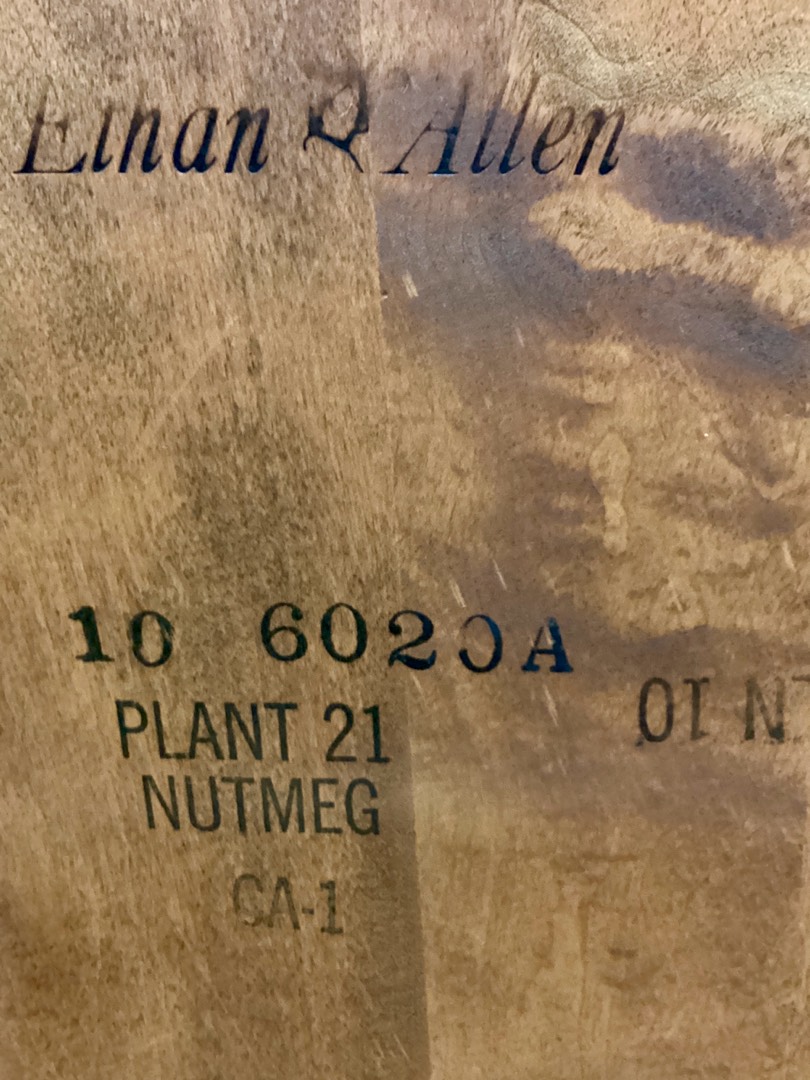 Ethan Allen
10 6020A
PLANT 21
NUTMEG
CA-1